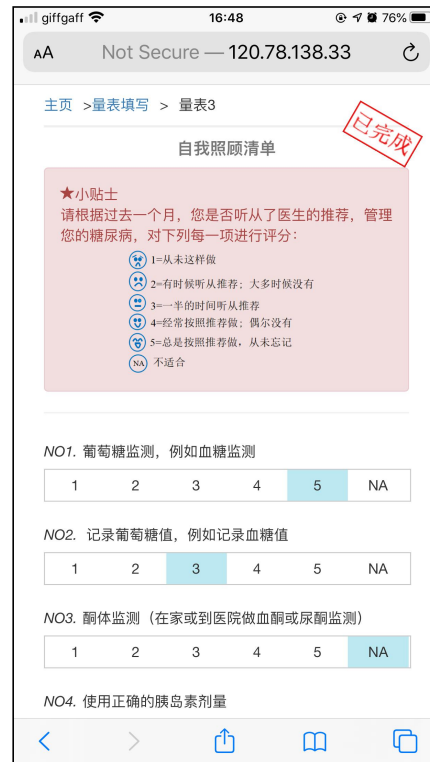 giffgaff 16:48 76%
AA Not Secure — 120.78.138.33
主页 >量表填写 > 量表3
已完成
自我照顾清单
★小贴士
请根据过去一个月，您是否听从了医生的推荐，管理
您的糖尿病，对下列每一项进行评分：
1=从未这样做
2=有时候听从推荐；大多时候没有
3=一半的时间听从推荐
4=经常按照推荐做；偶尔没有
5=总是按照推荐做，从未忘记
NA 不适合
NO1. 葡萄糖监测，例如血糖监测
1 2 3 4 5 NA
NO2. 记录葡萄糖值，例如记录血糖值
1 2 3 4 5 NA
NO3. 酮体监测（在家或到医院做血酮或尿酮监测）
1 2 3 4 5 NA
NO4. 使用正确的胰岛素剂量